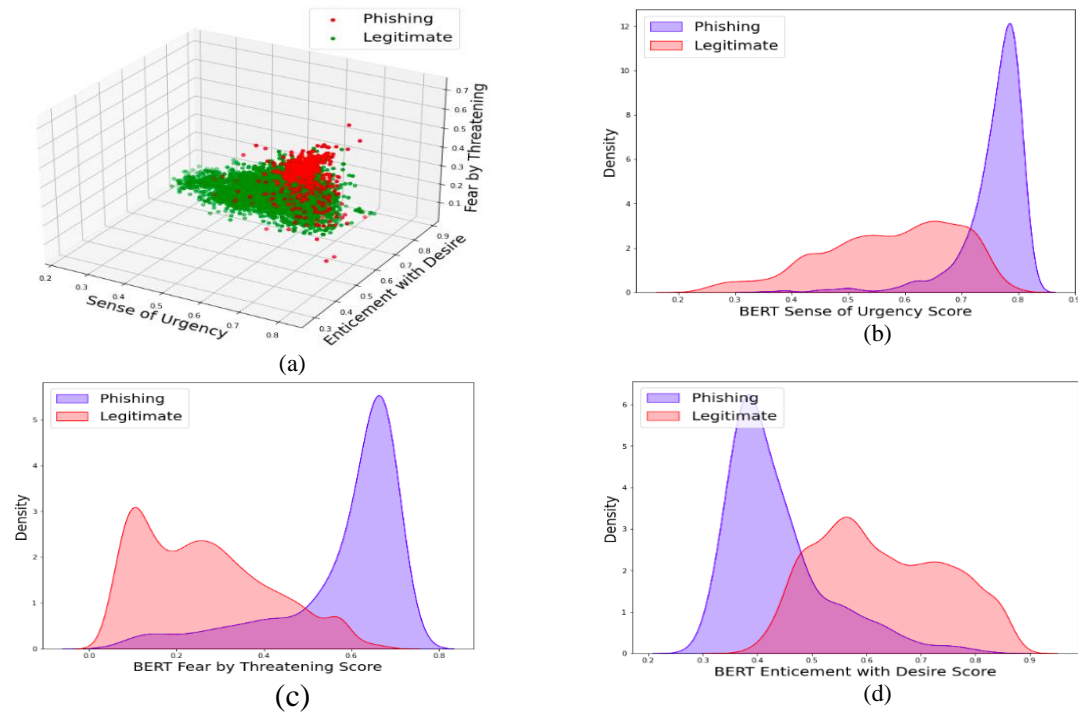 Phishing
Legitimate
0.7
0.6
0.5
0.4
0.3
0.2
0.1
Fear by Threatening
0.9
0.8
0.7
0.6
0.5
0.4
0.3
Enticement with Desire
0.2
0.3
0.4
0.5
0.6
0.7
0.8
Sense of Urgency
(a)
Phishing
Legitimate
12
10
8
6
4
2
0
Density
0.2 0.3 0.4 0.5 0.6 0.7 0.8 0.9
BERT Sense of Urgency Score
(b)
Phishing
Legitimate
5
4
3
2
1
0
Density
0.0 0.2 0.4 0.6 0.8
BERT Fear by Threatening Score
(c)
Phishing
Legitimate
6
5
4
3
2
1
0
Density
0.2 0.3 0.4 0.5 0.6 0.7 0.8 0.9
BERT Enticement with Desire Score
(d)